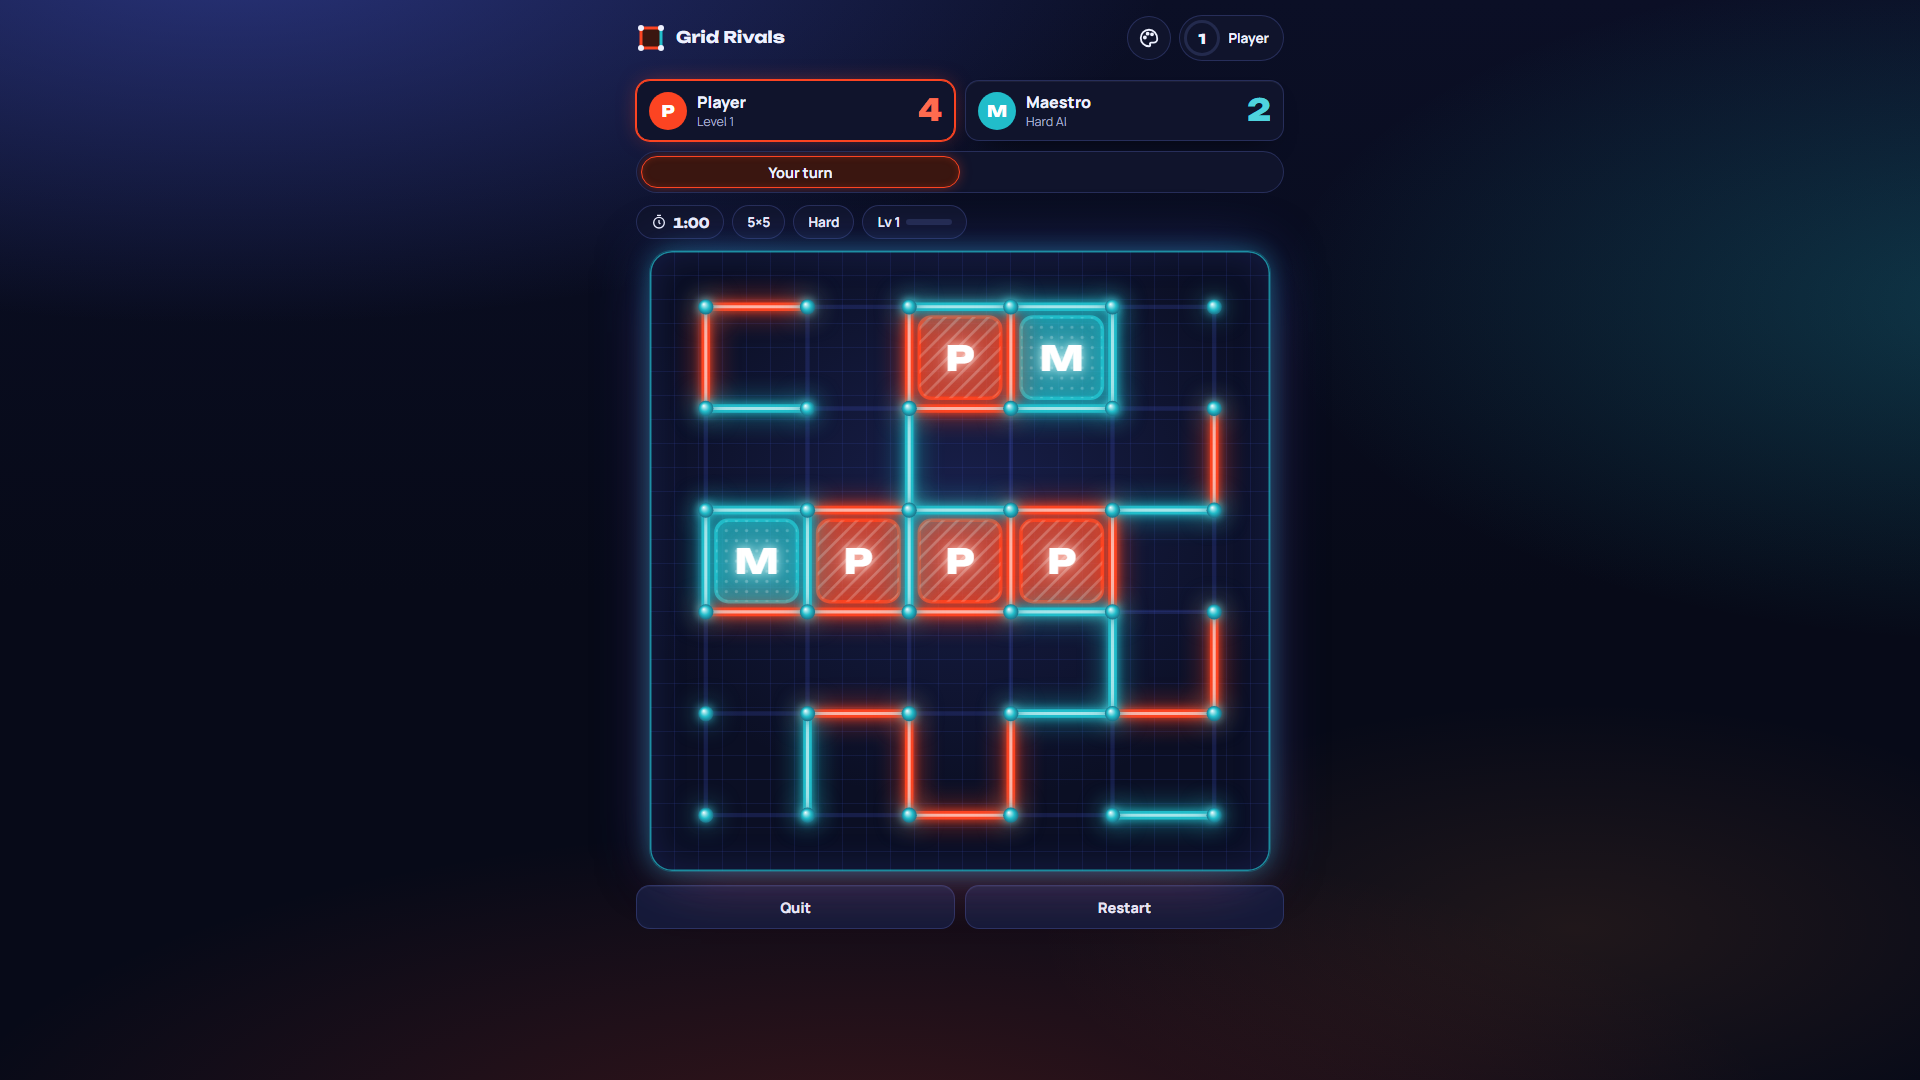 Grid Rivals
1 Player
P Player 4
Level 1
M Maestro 2
Hard AI
Your turn
1:00 5×5 Hard Lv 1
P M
M P P P
Quit Restart